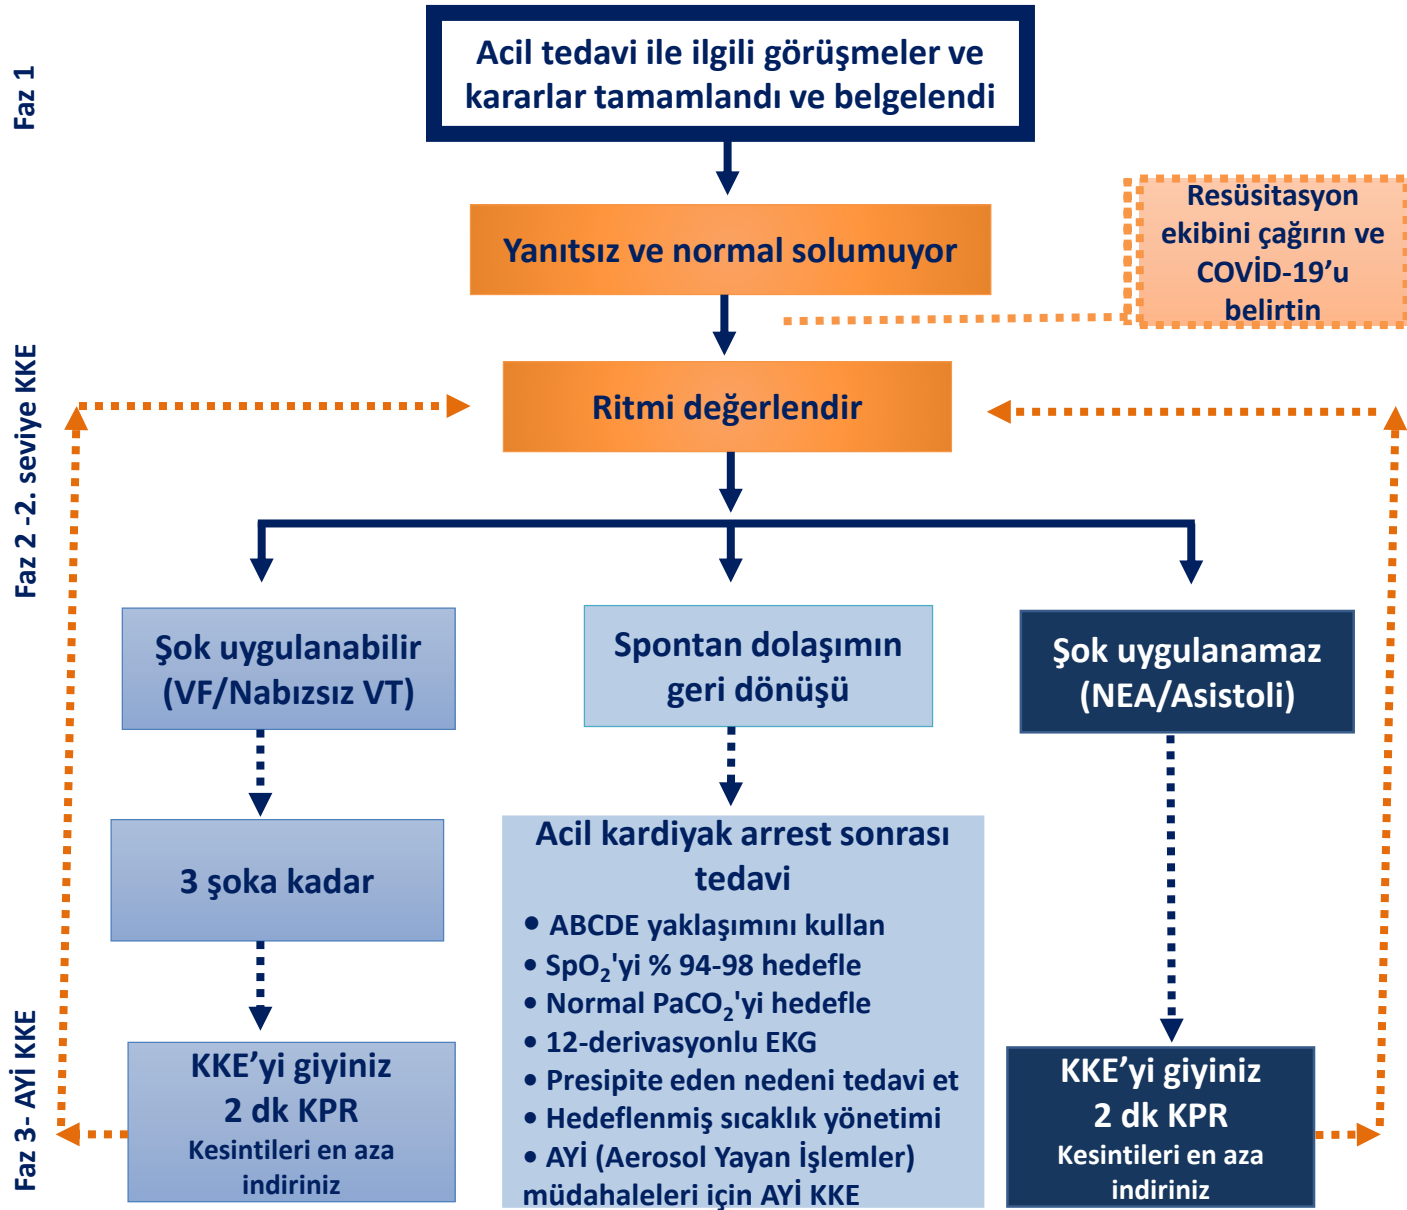 Faz 1
Acil tedavi ile ilgili görüşmeler ve
kararlar tamamlandı ve belgelendi
Yanıtsız ve normal solumuyor
Resüsitasyon
ekibini çağırın ve
COVİD-19’u
belirtin
Faz 2 -2. seviye KKE
Ritmi değerlendir
Şok uygulanabilir
(VF/Nabızsız VT)
Spontan dolaşımın
geri dönüşü
Şok uygulanamaz
(NEA/Asistoli)
3 şoka kadar
Acil kardiyak arrest sonrası
tedavi
• ABCDE yaklaşımını kullan
• SpO₂'yi % 94-98 hedefle
• Normal PaCO₂'yi hedefle
• 12-derivasyonlu EKG
• Presipite eden nedeni tedavi et
• Hedeflenmiş sıcaklık yönetimi
• AYİ (Aerosol Yayan İşlemler)
müdahaleleri için AYİ KKE
Faz 3- AYİ KKE
KKE’yi giyiniz
2 dk KPR
Kesintileri en aza
indiriniz
KKE’yi giyiniz
2 dk KPR
Kesintileri en aza
indiriniz